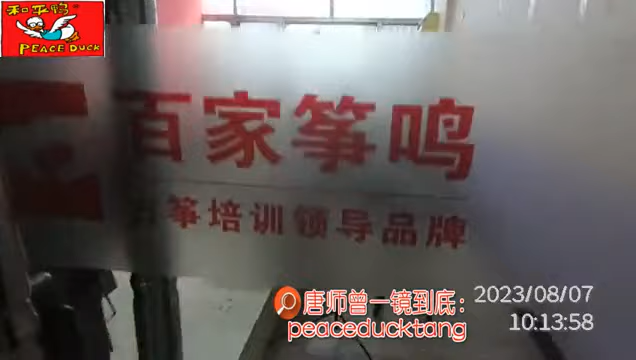 和平鸭
PEACE DUCK
百家筝鸣
筝培训领导品牌
唐师曾一镜到底:
peaceducktang
2023/08/07
10:13:58